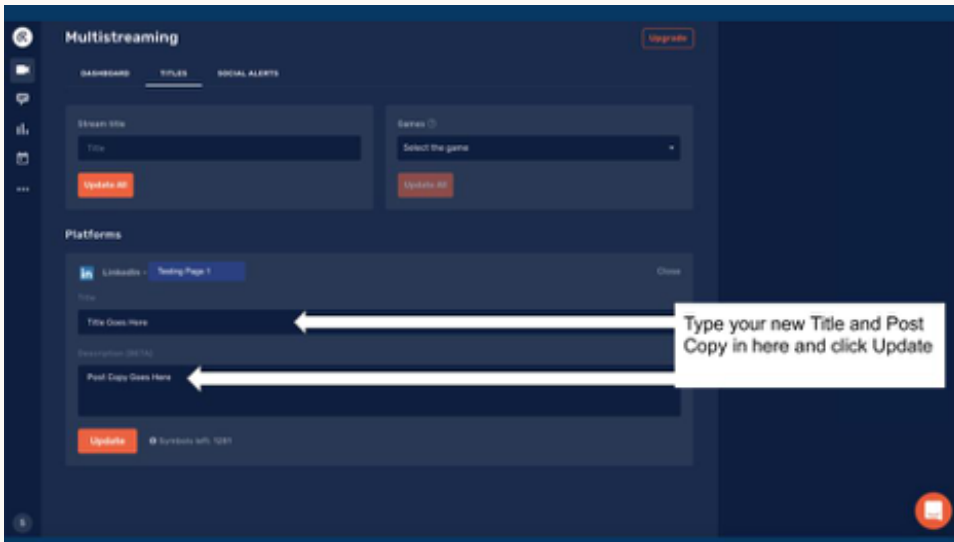 Multistreaming
Upgrade
DASHBOARD TITLES SOCIAL ALERTS
Stream title
Title
Update All
Games
Select the game
Update All
Platforms
LinkedIn - Testing Page 1
Close
Title
Title Goes Here
Description (BETA)
Post Copy Goes Here
Update
Symbols left: 1281
Type your new Title and Post
Copy in here and click Update